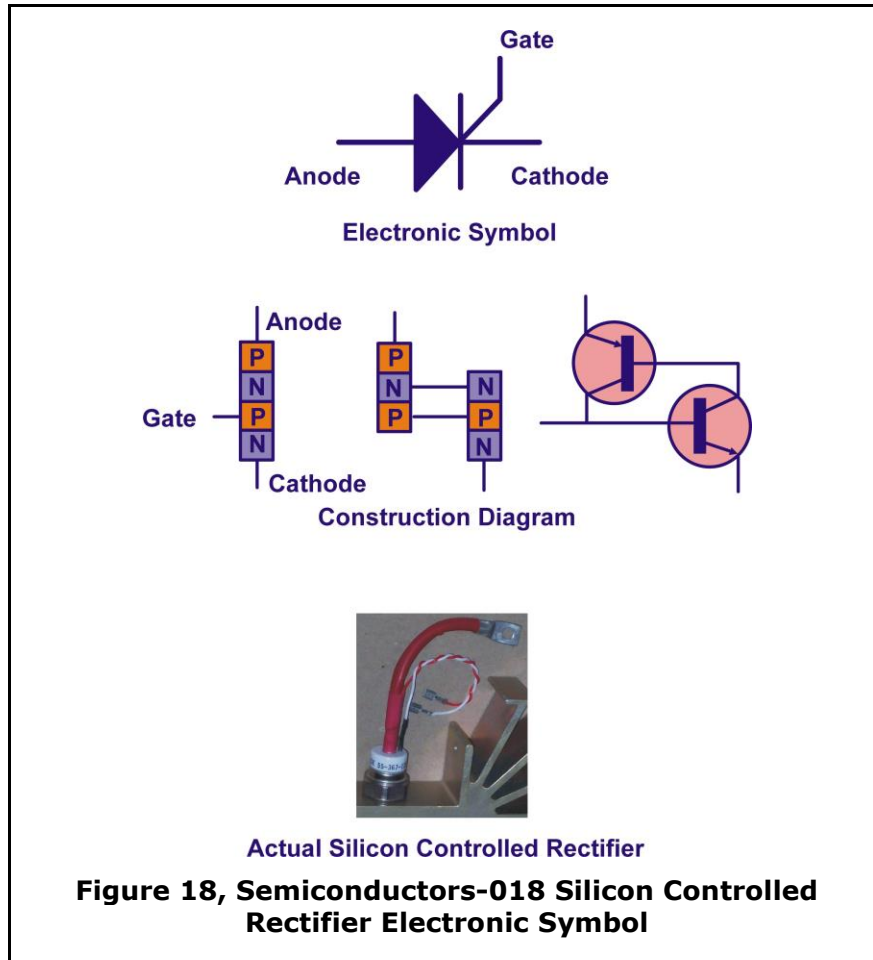 Gate
Anode
Cathode
Electronic Symbol
Anode
P
N
P
N
Gate
Cathode
P
N
P
N
P
N
Construction Diagram
Actual Silicon Controlled Rectifier
Figure 18, Semiconductors-018 Silicon Controlled
Rectifier Electronic Symbol